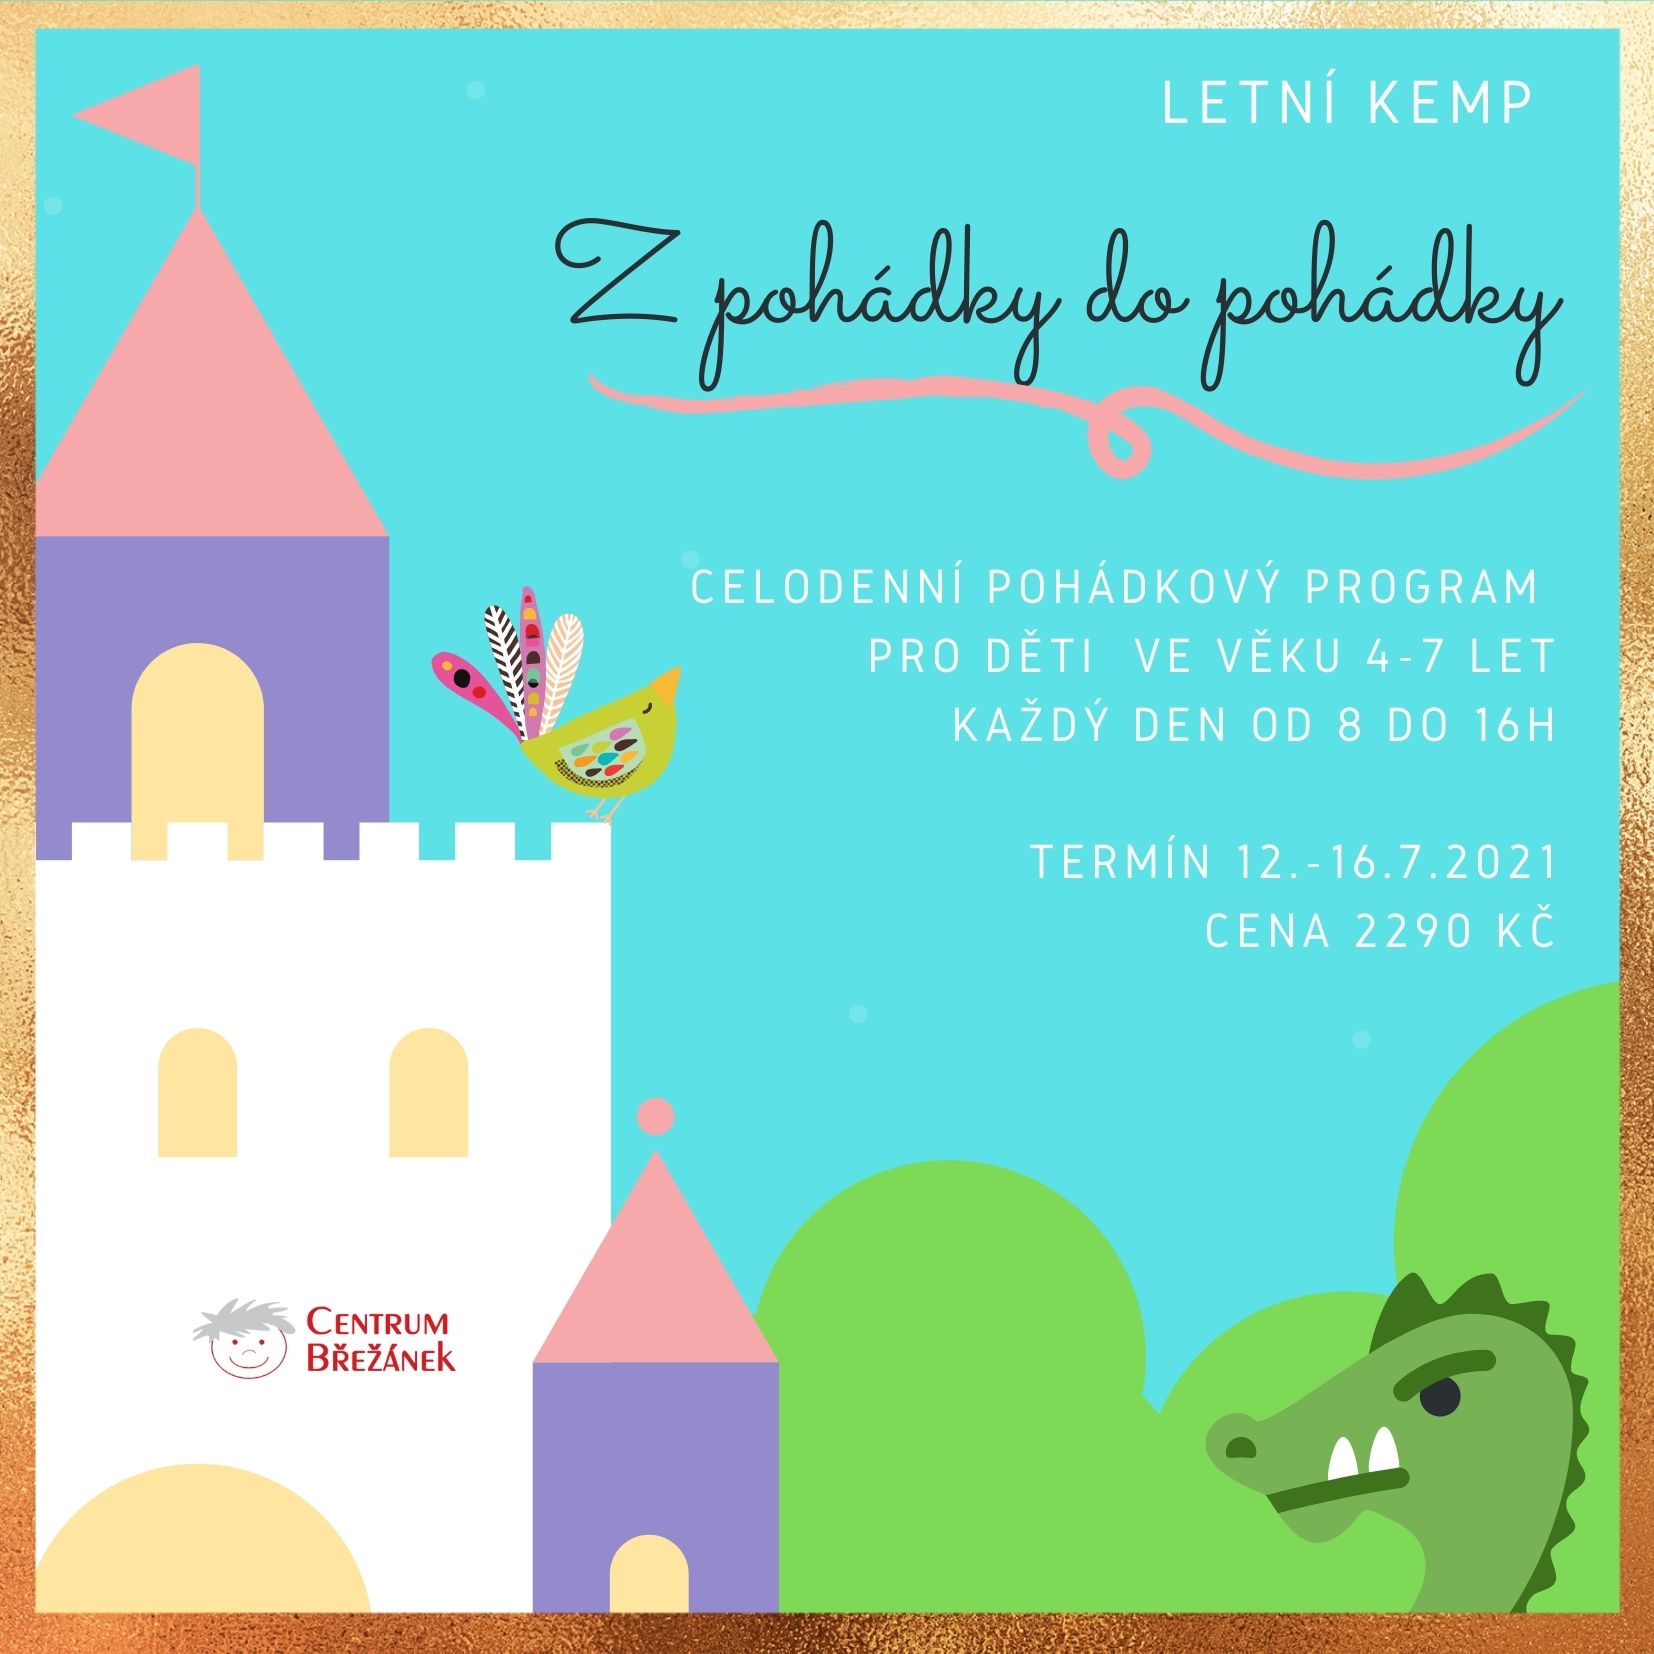 LETNÍ KEMP
Z pohádky do pohádky
CELODENNÍ POHÁDKOVÝ PROGRAM
PRO DĚTI VE VĚKU 4-7 LET
KAŽDÝ DEN OD 8 DO 16H
TERMÍN 12.-16.7.2021
CENA 2290 KČ
CENTRUM
BŘEŽÁNEK